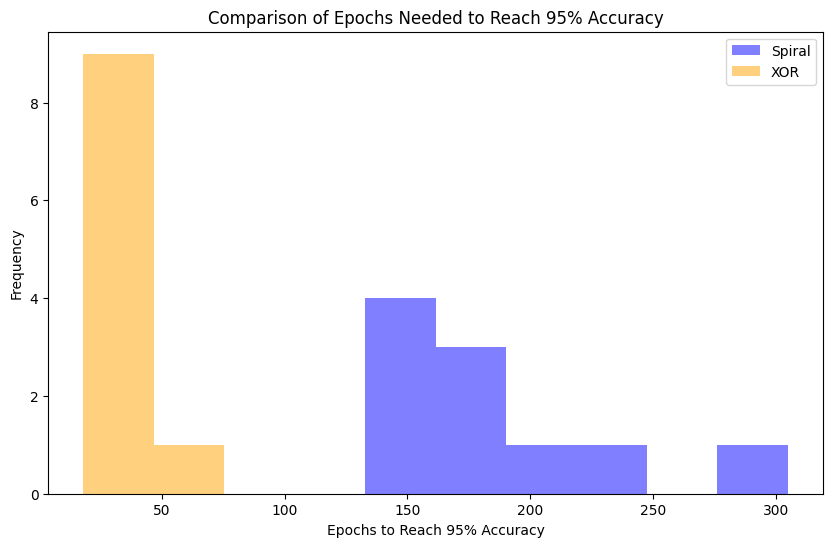 Comparison of Epochs Needed to Reach 95% Accuracy
Spiral
XOR
Frequency
8
6
4
2
0
50 100 150 200 250 300
Epochs to Reach 95% Accuracy